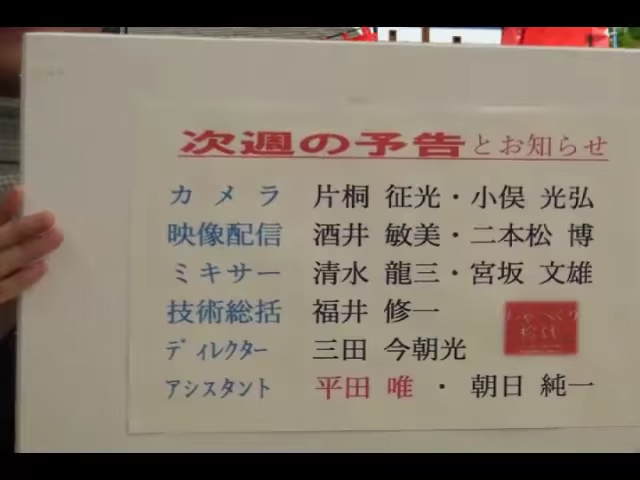 次週の予告とお知らせ
カメラ 片桐 征光・小俣 光弘
映像配信 酒井 敏美・二本松 博
ミキサー 清水 龍三・宮坂 文雄
技術総括 福井 修一
ディレクター 三田 今朝光
アシスタント 平田 唯 ・ 朝日 純一